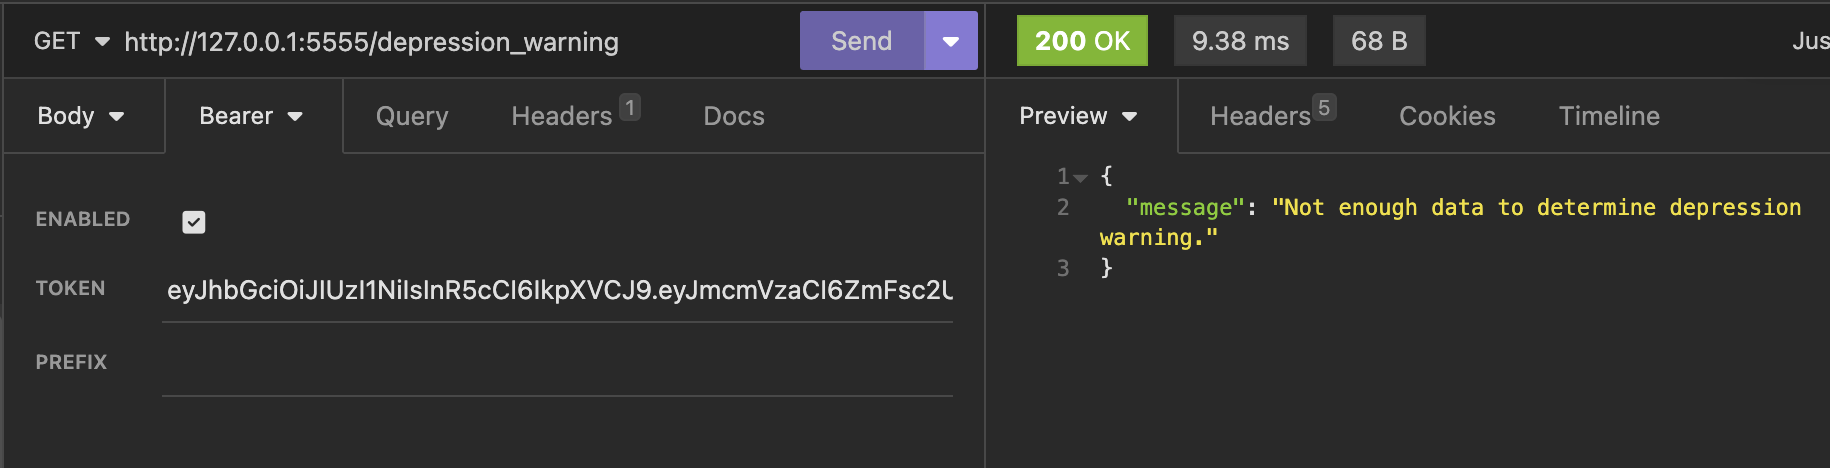 GET http://127.0.0.1:5555/depression_warning Send
200 OK 9.38 ms 68 B
Body Bearer Query Headers 1 Docs
Preview Headers 5 Cookies Timeline
ENABLED
TOKEN eyJhbGciOiJIUzI1NiIsInR5cCI6IkpXVCJ9.eyJmcmVzaCI6ZmFsc2U
PREFIX
1 {
2 "message": "Not enough data to determine depression
warning."
3 }